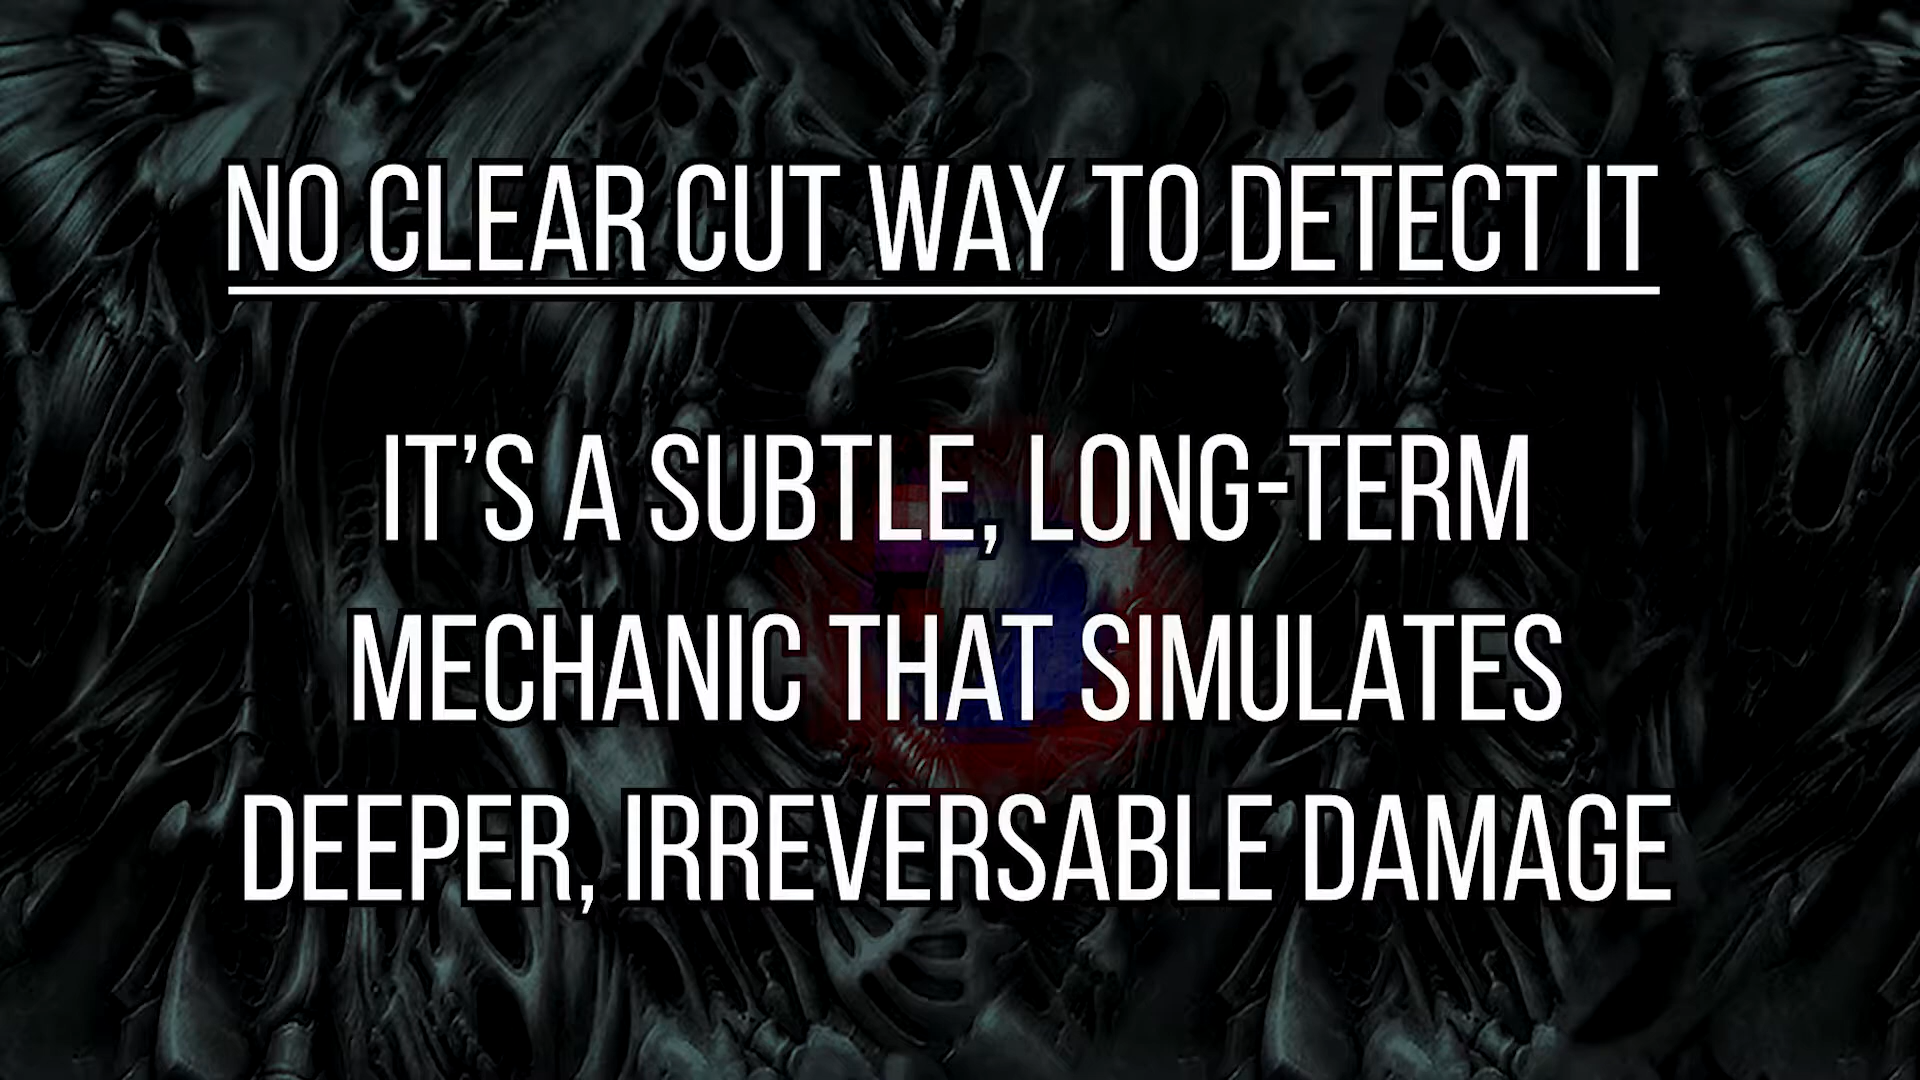 NO CLEAR CUT WAY TO DETECT IT
IT’S A SUBTLE, LONG-TERM
MECHANIC THAT SIMULATES
DEEPER, IRREVERSABLE DAMAGE